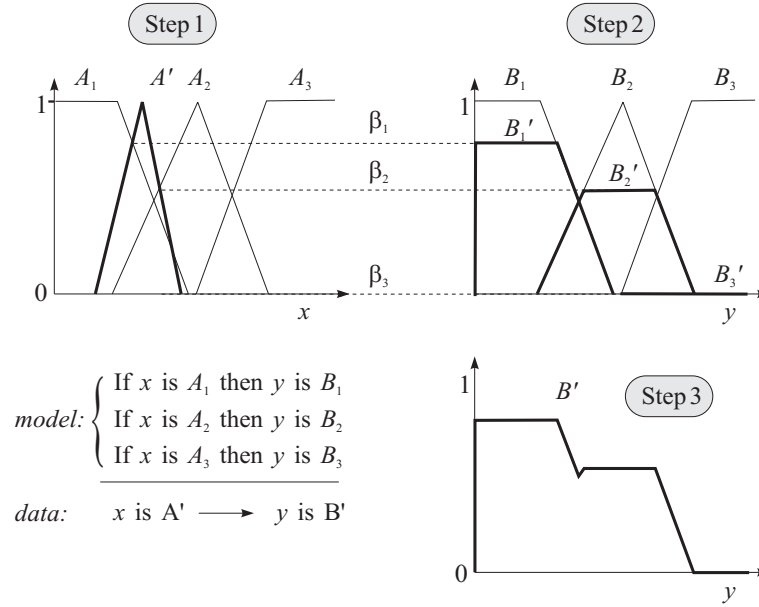 Step 1
A₁ A' A₂ A₃
1
β₁
β₂
β₃
0
x
Step 2
B₁ B₂ B₃
1
B₁'
B₂'
B₃'
y
model:
If x is A₁ then y is B₁
If x is A₂ then y is B₂
If x is A₃ then y is B₃
data: x is A' ⟶ y is B'
Step 3
1
B'
0
y